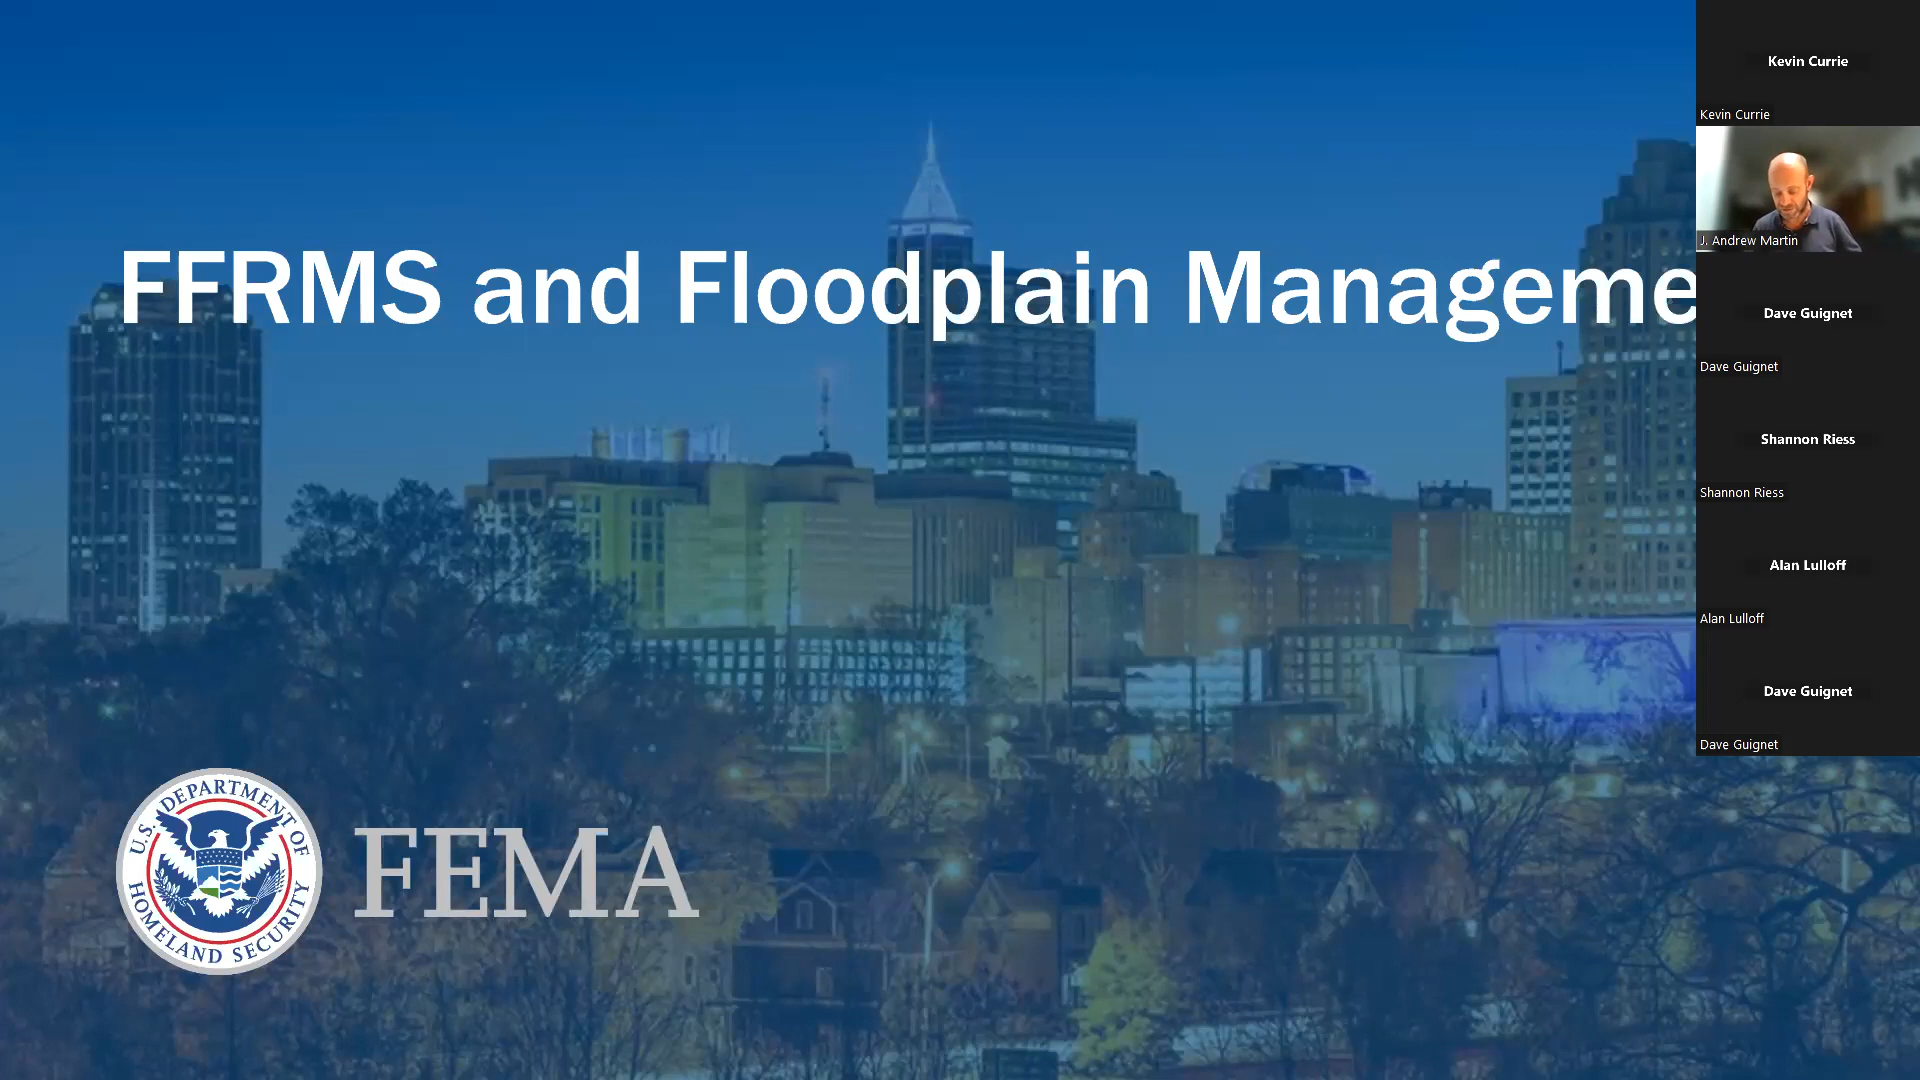 FFRMS and Floodplain Manageme
U.S. DEPARTMENT OF
HOMELAND SECURITY
FEMA
Kevin Currie
Kevin Currie
J. Andrew Martin
Dave Guignet
Dave Guignet
Shannon Riess
Shannon Riess
Alan Lulloff
Alan Lulloff
Dave Guignet
Dave Guignet